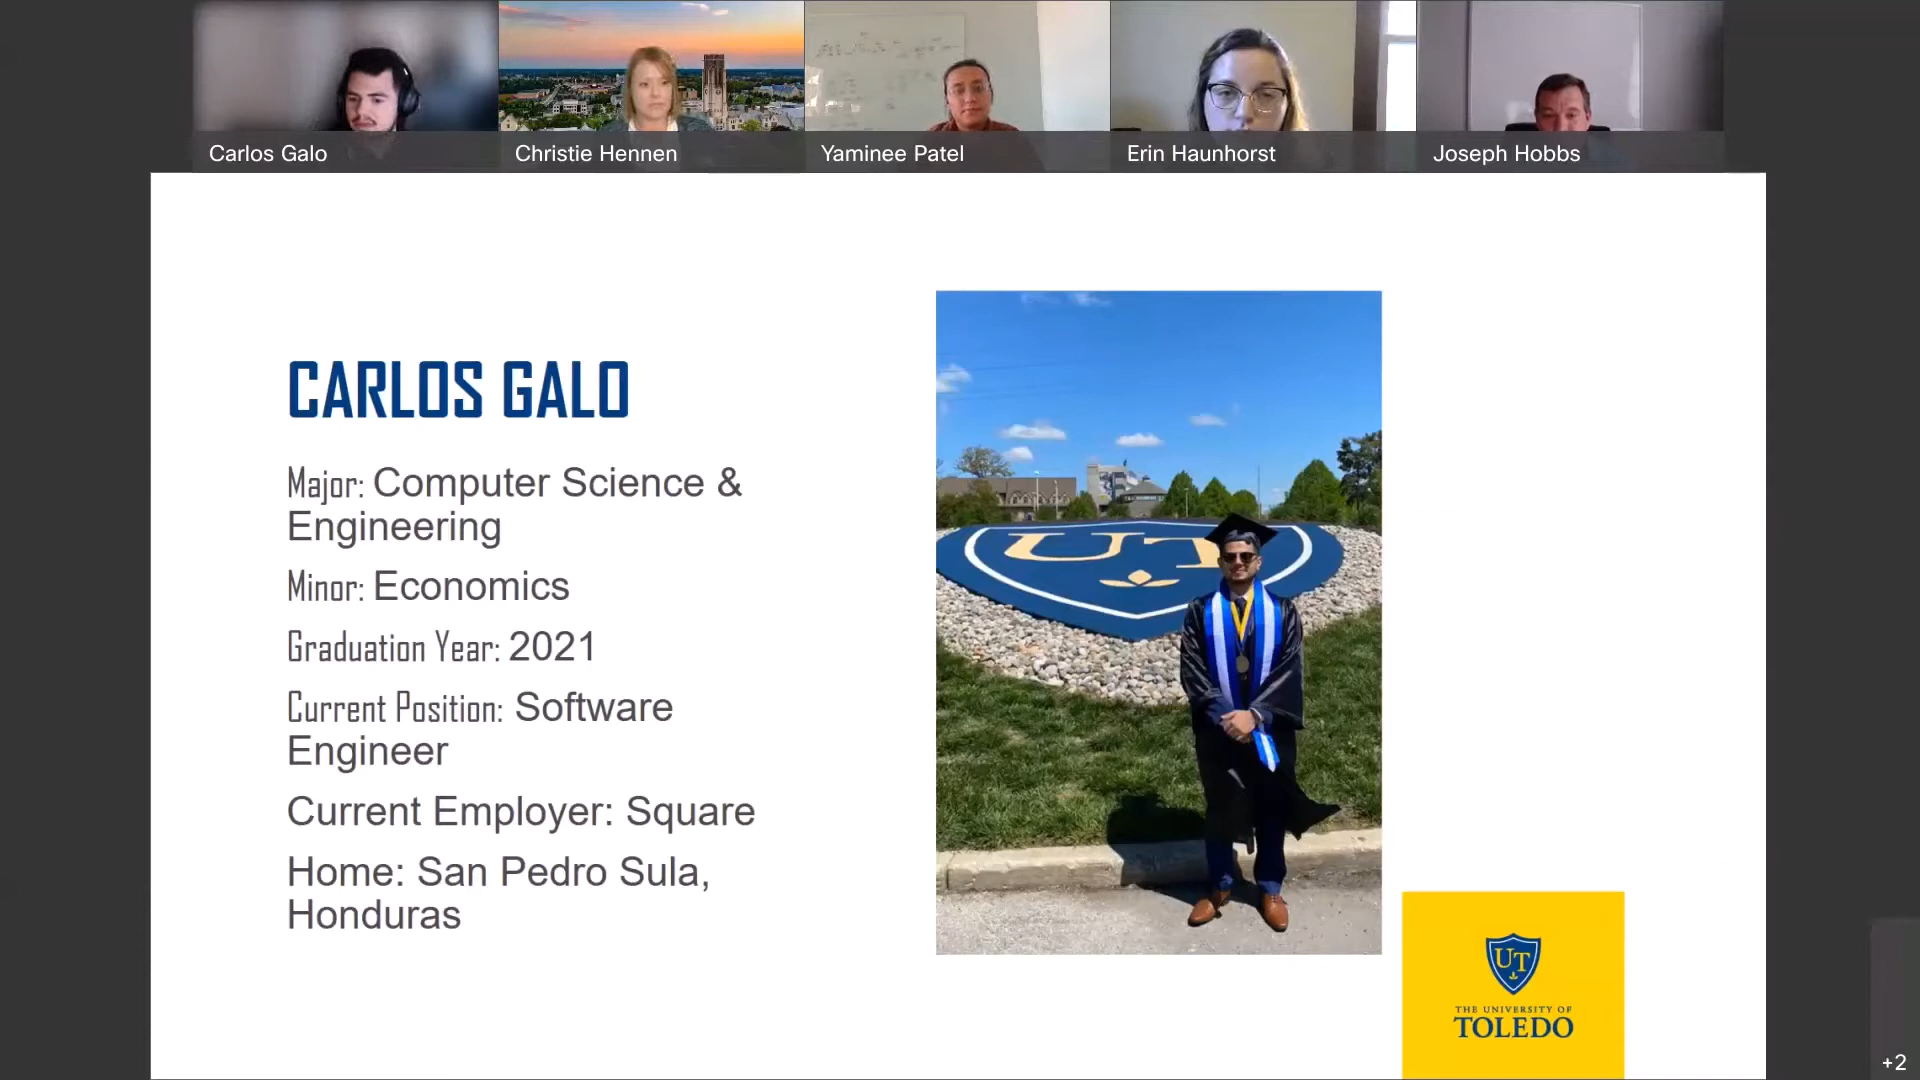 Carlos Galo
Christie Hennen
Yaminee Patel
Erin Haunhorst
Joseph Hobbs
CARLOS GALO
Major: Computer Science &
Engineering
Minor: Economics
Graduation Year: 2021
Current Position: Software
Engineer
Current Employer: Square
Home: San Pedro Sula,
Honduras
UT
UT
THE UNIVERSITY OF
TOLEDO
+2